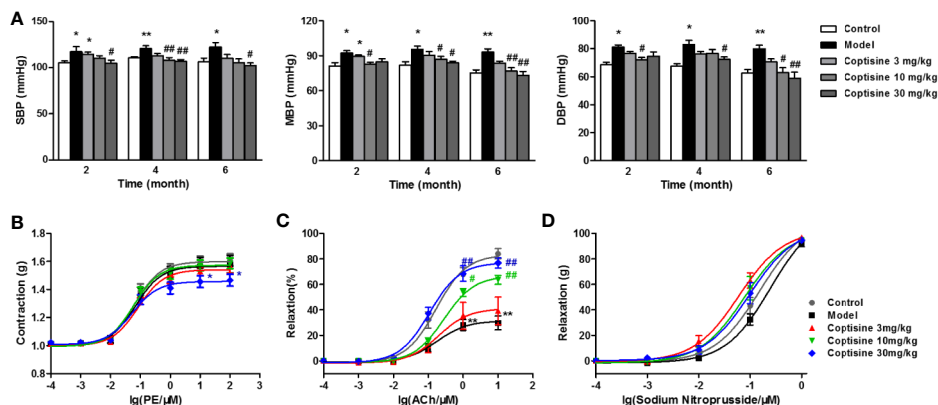 A
SBP (mmHg)
200
150
100
50
0
* * # ** ## ## * #
2 4 6
Time (month)
MBP (mmHg)
120
90
60
30
0
* * # * # # ** ## ##
2 4 6
Time (month)
DBP (mmHg)
100
80
60
40
20
0
* # * # ** # ##
2 4 6
Time (month)
Control
Model
Coptisine 3 mg/kg
Coptisine 10 mg/kg
Coptisine 30 mg/kg
B
Contraction (g)
1.8
1.6
1.4
1.2
1.0
0.8
* *
-4 -3 -2 -1 0 1 2 3
lg(PE/μM)
C
Relaxtion(%)
100
80
60
40
20
0
## ##
# ##
** **
-4 -3 -2 -1 0 1 2
lg(ACh/μM)
D
Relaxation (g)
100
80
60
40
20
0
-4 -3 -2 -1 0
lg(Sodium Nitroprusside/μM)
Control
Model
Coptisine 3mg/kg
Coptisine 10mg/kg
Coptisine 30mg/kg